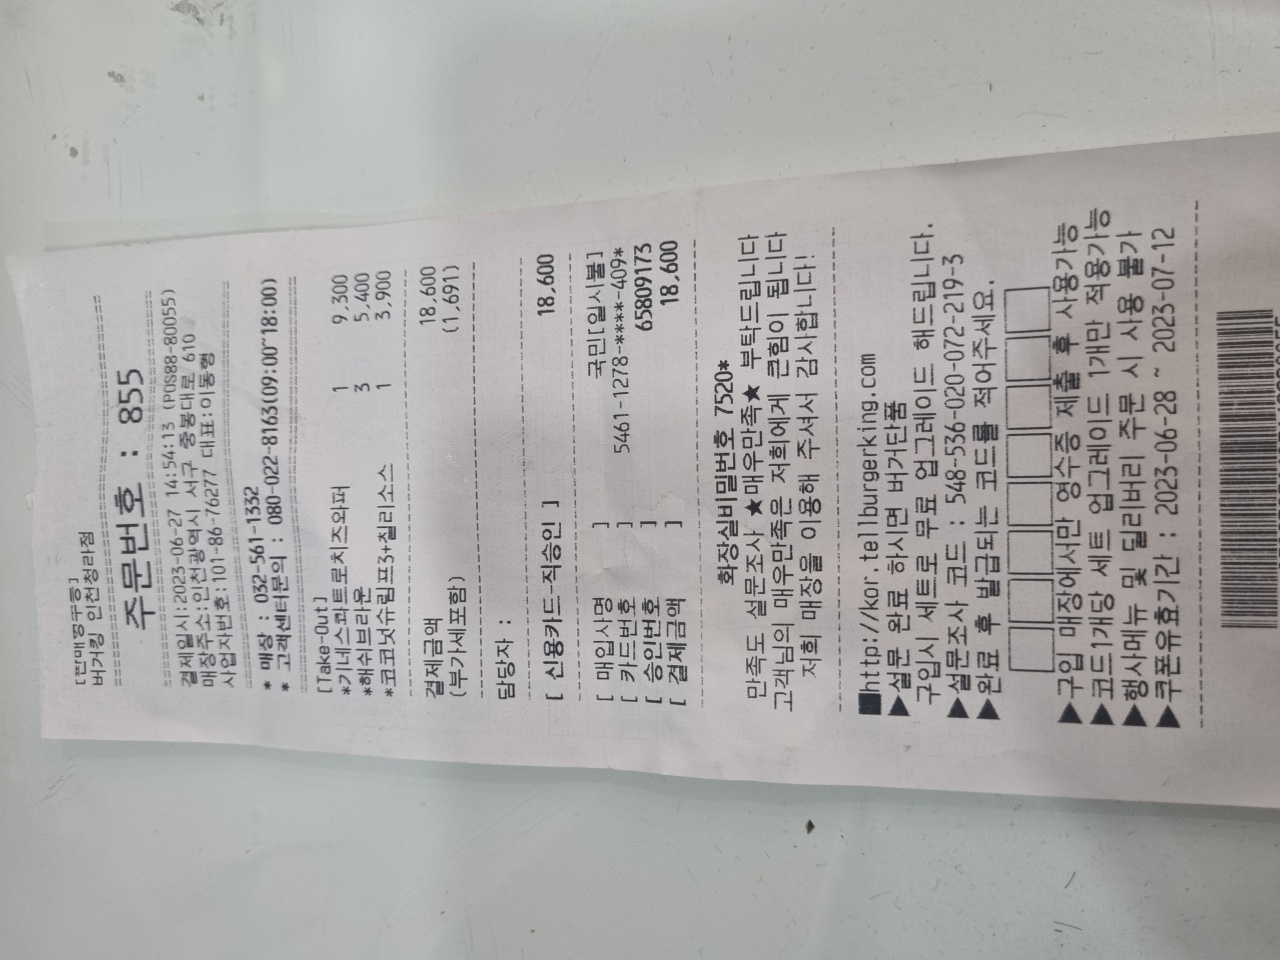 [판매영수증]
버거킹 인천청라점
주문번호 : 855
결제일시:2023-06-27 14:54:13 (POS88-800055)
매장주소:인천광역시 서구 중봉대로 610
사업자번호:101-86-76277 대표:이동형
* 매장 : 032-561-1332
* 고객센터문의 : 080-022-8163(09:00~18:00)
[Take-Out]
*기네스콰트로치즈와퍼 1 9,300
*해쉬브라운 3 5,400
*코코넛슈림프3+칠리소스 1 3,900
결제금액 18,600
(부가세포함) (1,691)
담당자 :
[ 신용카드-직승인 ] 18,600
[ 매입사명 ] 국민[일시불]
[ 카드번호 ] 5461-1278-****-409*
[ 승인번호 ] 65809173
[ 결제금액 ] 18,600
화장실비밀번호 7520*
만족도 설문조사 ★매우만족★ 부탁드립니다
고객님의 매우만족은 저희에게 큰힘이 됩니다
저희 매장을 이용해 주셔서 감사합니다!
■http://kor.tellburgerking.com
▶설문 완료 하시면 버거단품
구입시 세트로 무료 업그레이드 해드립니다.
▶설문조사 코드 : 548-536-020-072-219-3
▶완료 후 발급되는 코드를 적어주세요.
▶구입 매장에서만 영수증 제출 후 사용가능
▶코드1개당 세트 업그레이드 1개만 적용가능
▶행사메뉴 및 딜리버리 주문 시 사용 불가
▶쿠폰유효기간 : 2023-06-28 ~ 2023-07-12